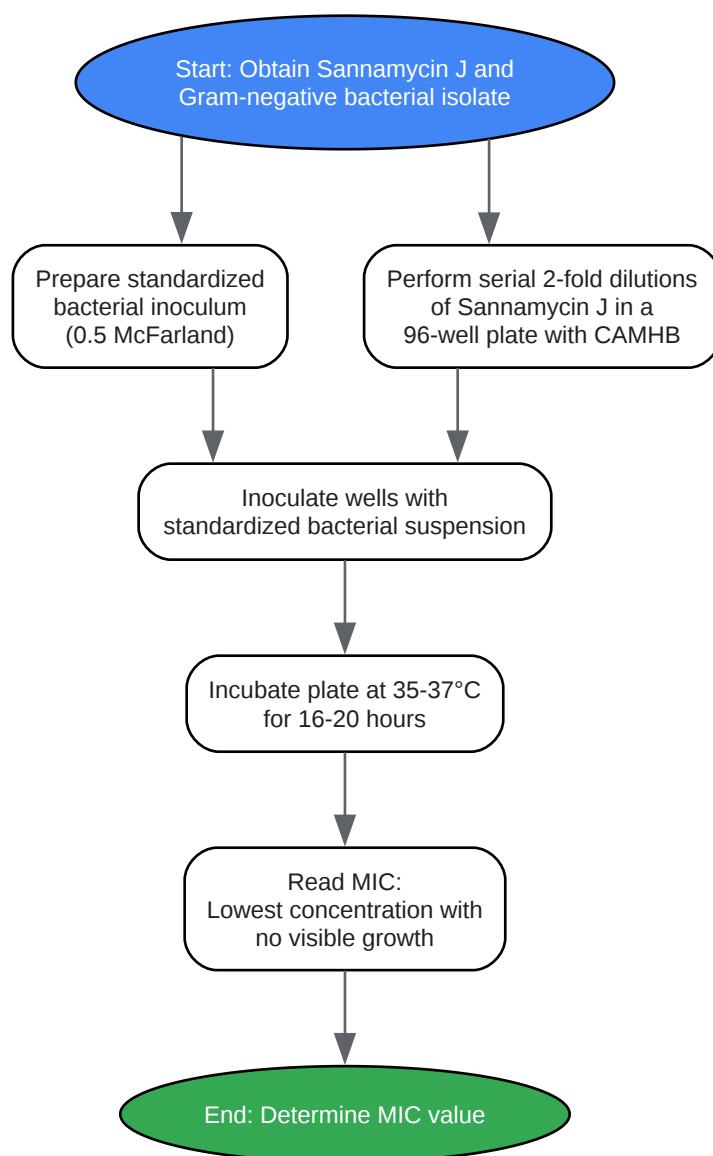 Start: Obtain Sannamycin J and
Gram-negative bacterial isolate
Prepare standardized
bacterial inoculum
(0.5 McFarland)
Perform serial 2-fold dilutions
of Sannamycin J in a
96-well plate with CAMHB
Inoculate wells with
standardized bacterial suspension
Incubate plate at 35-37°C
for 16-20 hours
Read MIC:
Lowest concentration with
no visible growth
End: Determine MIC value